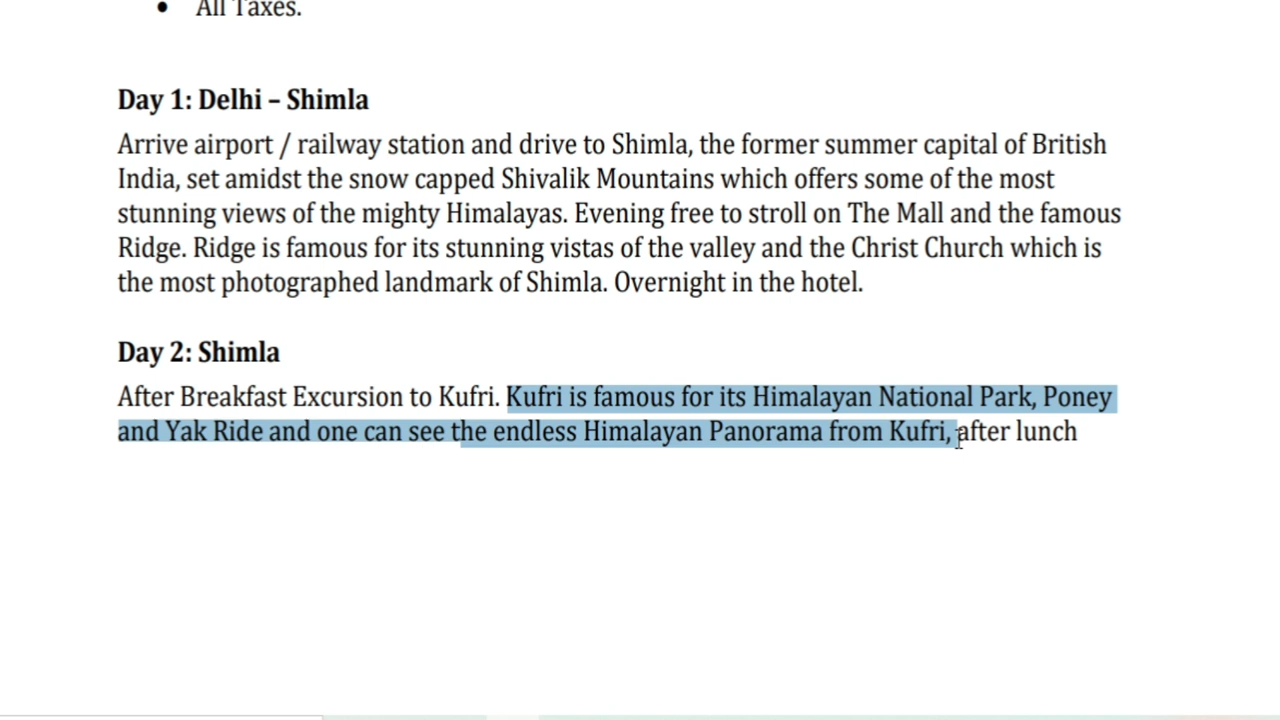 • All Taxes.
Day 1: Delhi – Shimla
Arrive airport / railway station and drive to Shimla, the former summer capital of British
India, set amidst the snow capped Shivalik Mountains which offers some of the most
stunning views of the mighty Himalayas. Evening free to stroll on The Mall and the famous
Ridge. Ridge is famous for its stunning vistas of the valley and the Christ Church which is
the most photographed landmark of Shimla. Overnight in the hotel.
Day 2: Shimla
After Breakfast Excursion to Kufri. Kufri is famous for its Himalayan National Park, Poney
and Yak Ride and one can see the endless Himalayan Panorama from Kufri, after lunch